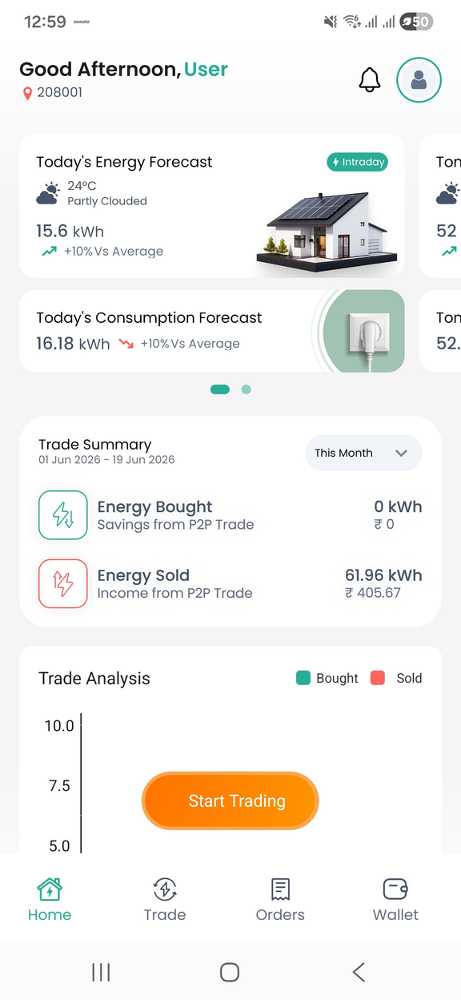 12:59 zomato 50
Good Afternoon, User
208001
Today's Energy Forecast
Intraday
24°C
Partly Clouded
15.6 kWh
+10% Vs Average
Ton
52
Today's Consumption Forecast
16.18 kWh +10% Vs Average
Ton
52.
Trade Summary
01 Jun 2026 - 19 Jun 2026
This Month
Energy Bought 0 kWh
Savings from P2P Trade ₹ 0
Energy Sold 61.96 kWh
Income from P2P Trade ₹ 405.67
Trade Analysis Bought Sold
10.0
7.5
Start Trading
5.0
Home Trade Orders Wallet